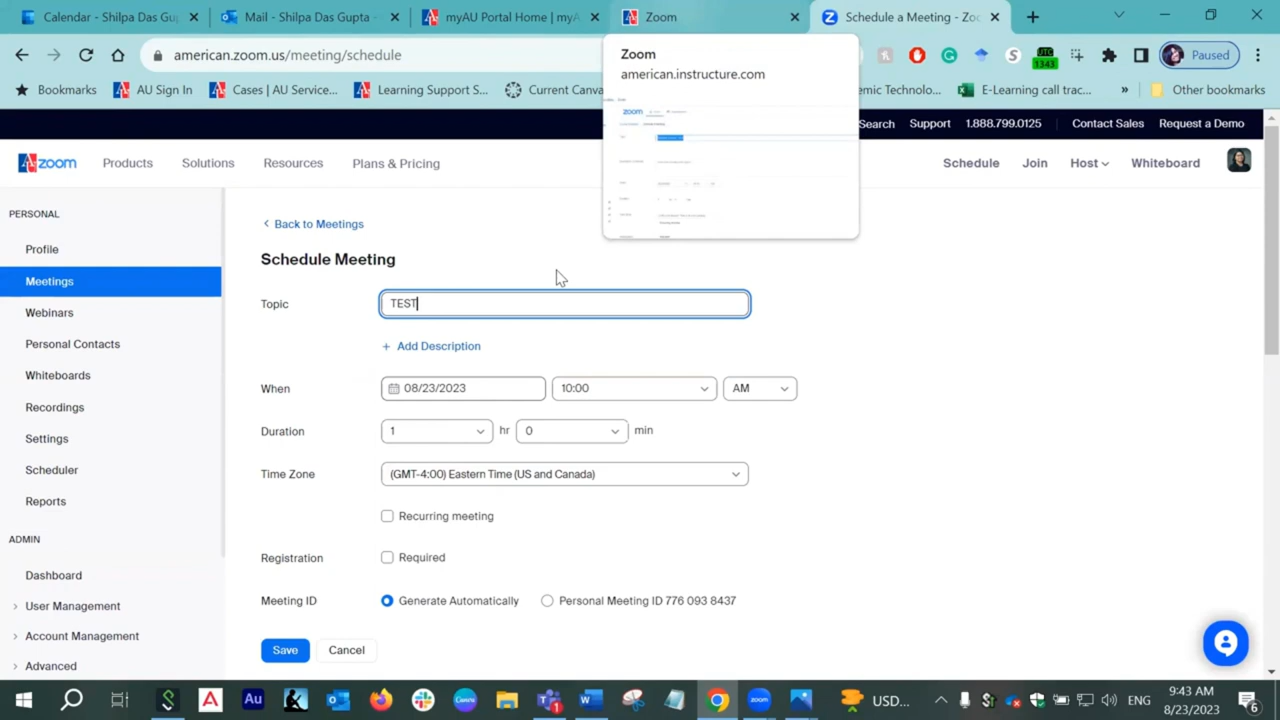 Calendar - Shilpa Das Gup
Mail - Shilpa Das Gupta
myAU Portal Home | myA
Zoom
Schedule a Meeting - Zoo
american.zoom.us/meeting/schedule
UTC
1343
Paused
Bookmarks
AU Sign In
Cases | AU Service...
Learning Support S...
Current Canva
emic Technolo...
E-Learning call trac...
Other bookmarks
Zoom
american.instructure.com
zoom
Search
Support
1.888.799.0125
Contact Sales
Request a Demo
zoom
Products
Solutions
Resources
Plans & Pricing
Schedule
Join
Host
Whiteboard
PERSONAL
Profile
Meetings
Webinars
Personal Contacts
Whiteboards
Recordings
Settings
Scheduler
Reports
ADMIN
Dashboard
User Management
Account Management
Advanced
Back to Meetings
Schedule Meeting
Topic
TEST
+ Add Description
When
08/23/2023
10:00
AM
Duration
1
hr
0
min
Time Zone
(GMT-4:00) Eastern Time (US and Canada)
Recurring meeting
Registration
Required
Meeting ID
Generate Automatically
Personal Meeting ID 776 093 8437
Save
Cancel
Au
zoom
USD...
ENG
9:43 AM
8/23/2023
6